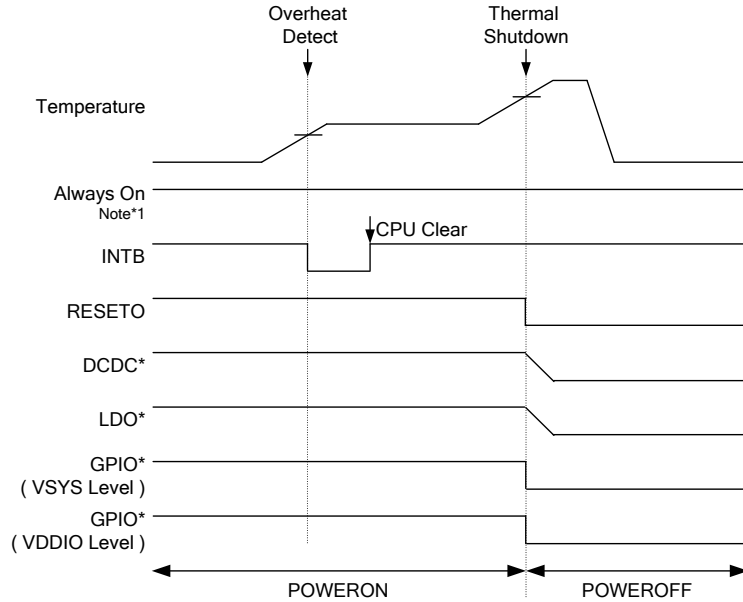 Overheat
Detect
Thermal
Shutdown
Temperature
Always On
Note*1
CPU Clear
INTB
RESETO
DCDC*
LDO*
GPIO*
( VSYS Level )
GPIO*
( VDDIO Level )
POWERON
POWEROFF